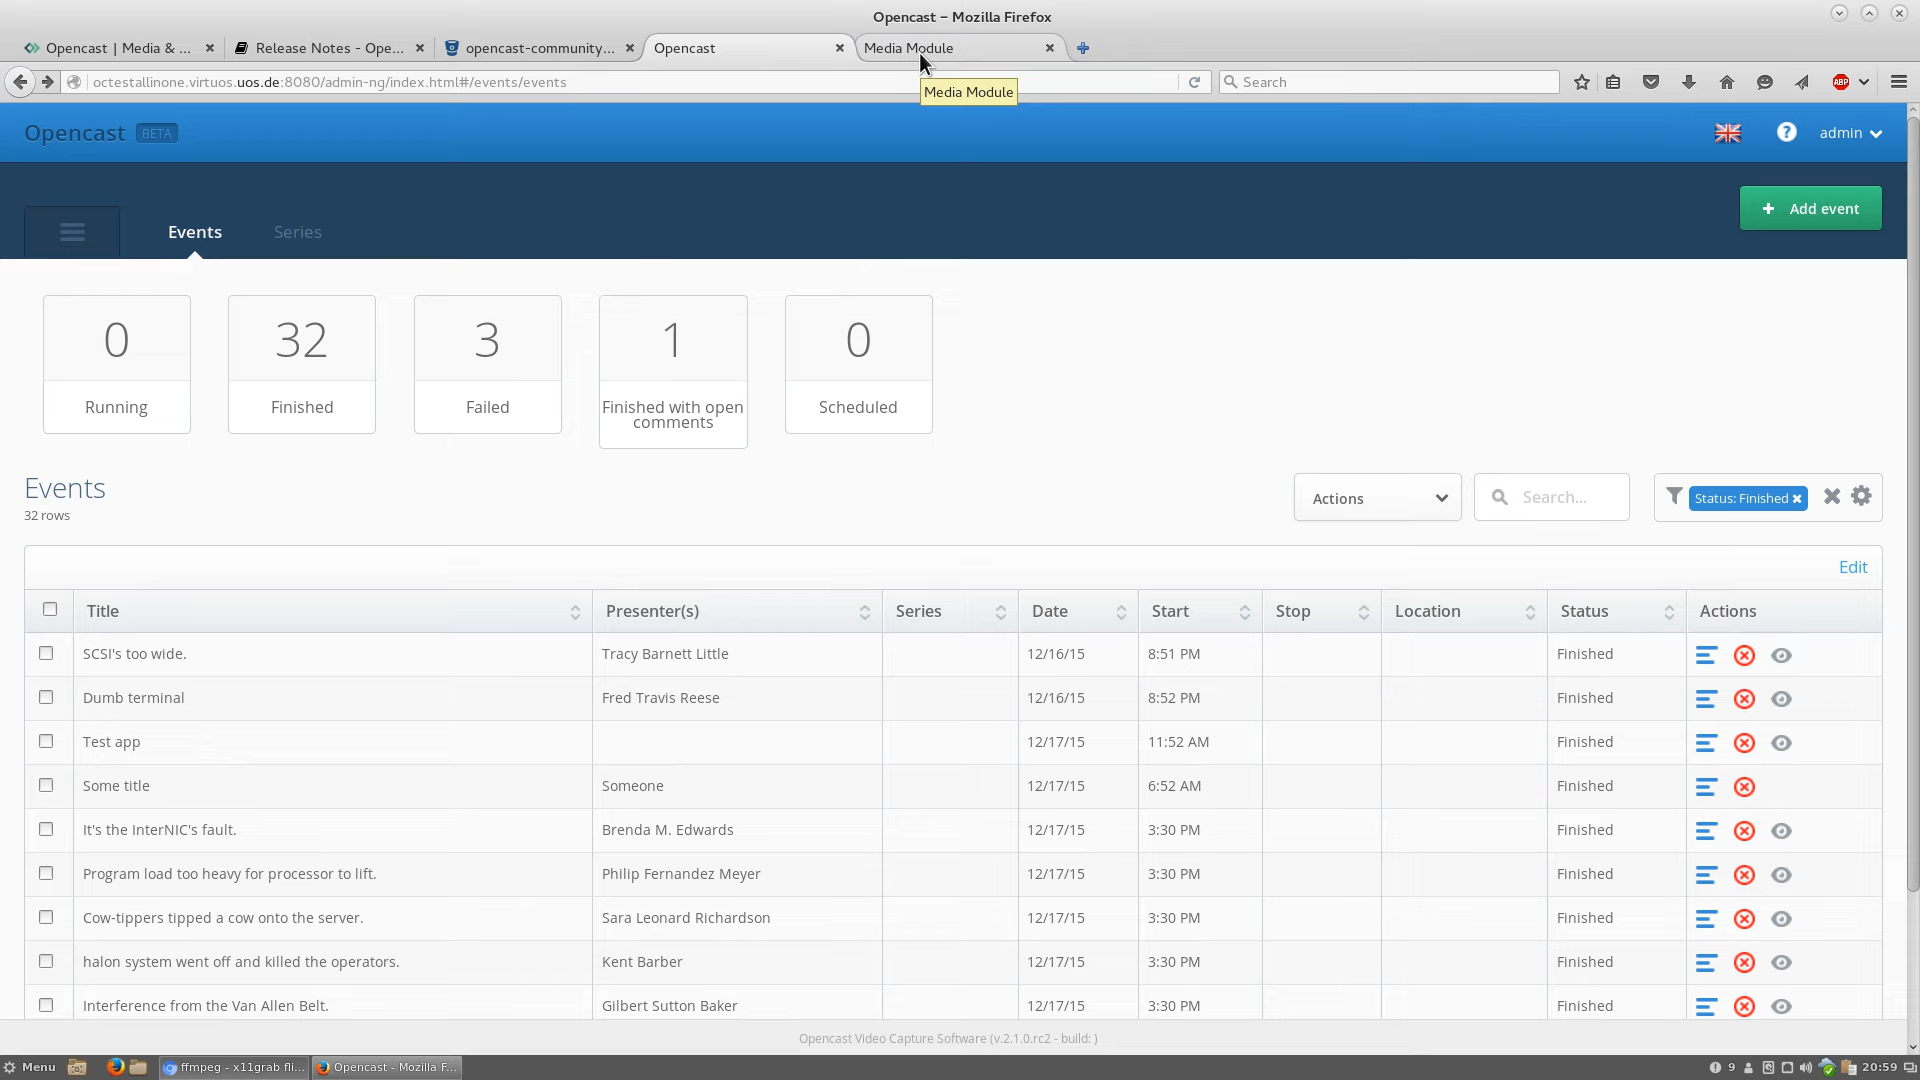 Opencast – Mozilla Firefox
Opencast | Media & ...
Release Notes - Ope...
opencast-community...
Opencast
Media Module
octestallinone.virtuos.uos.de:8080/admin-ng/index.html#/events/events
Search
ABP
Media Module
Opencast BETA
? admin
Events Series
+ Add event
0 32 3 1 0
Running Finished Failed Finished with open Scheduled
comments
Events
32 rows
Actions Search... Status: Finished
Edit
Title Presenter(s) Series Date Start Stop Location Status Actions
SCSI's too wide. Tracy Barnett Little 12/16/15 8:51 PM Finished
Dumb terminal Fred Travis Reese 12/16/15 8:52 PM Finished
Test app 12/17/15 11:52 AM Finished
Some title Someone 12/17/15 6:52 AM Finished
It's the InterNIC's fault. Brenda M. Edwards 12/17/15 3:30 PM Finished
Program load too heavy for processor to lift. Philip Fernandez Meyer 12/17/15 3:30 PM Finished
Cow-tippers tipped a cow onto the server. Sara Leonard Richardson 12/17/15 3:30 PM Finished
halon system went off and killed the operators. Kent Barber 12/17/15 3:30 PM Finished
Interference from the Van Allen Belt. Gilbert Sutton Baker 12/17/15 3:30 PM Finished
Opencast Video Capture Software (v.2.1.0.rc2 - build: )
Menu ffmpeg - x11grab fli... Opencast - Mozilla F... 9 20:59